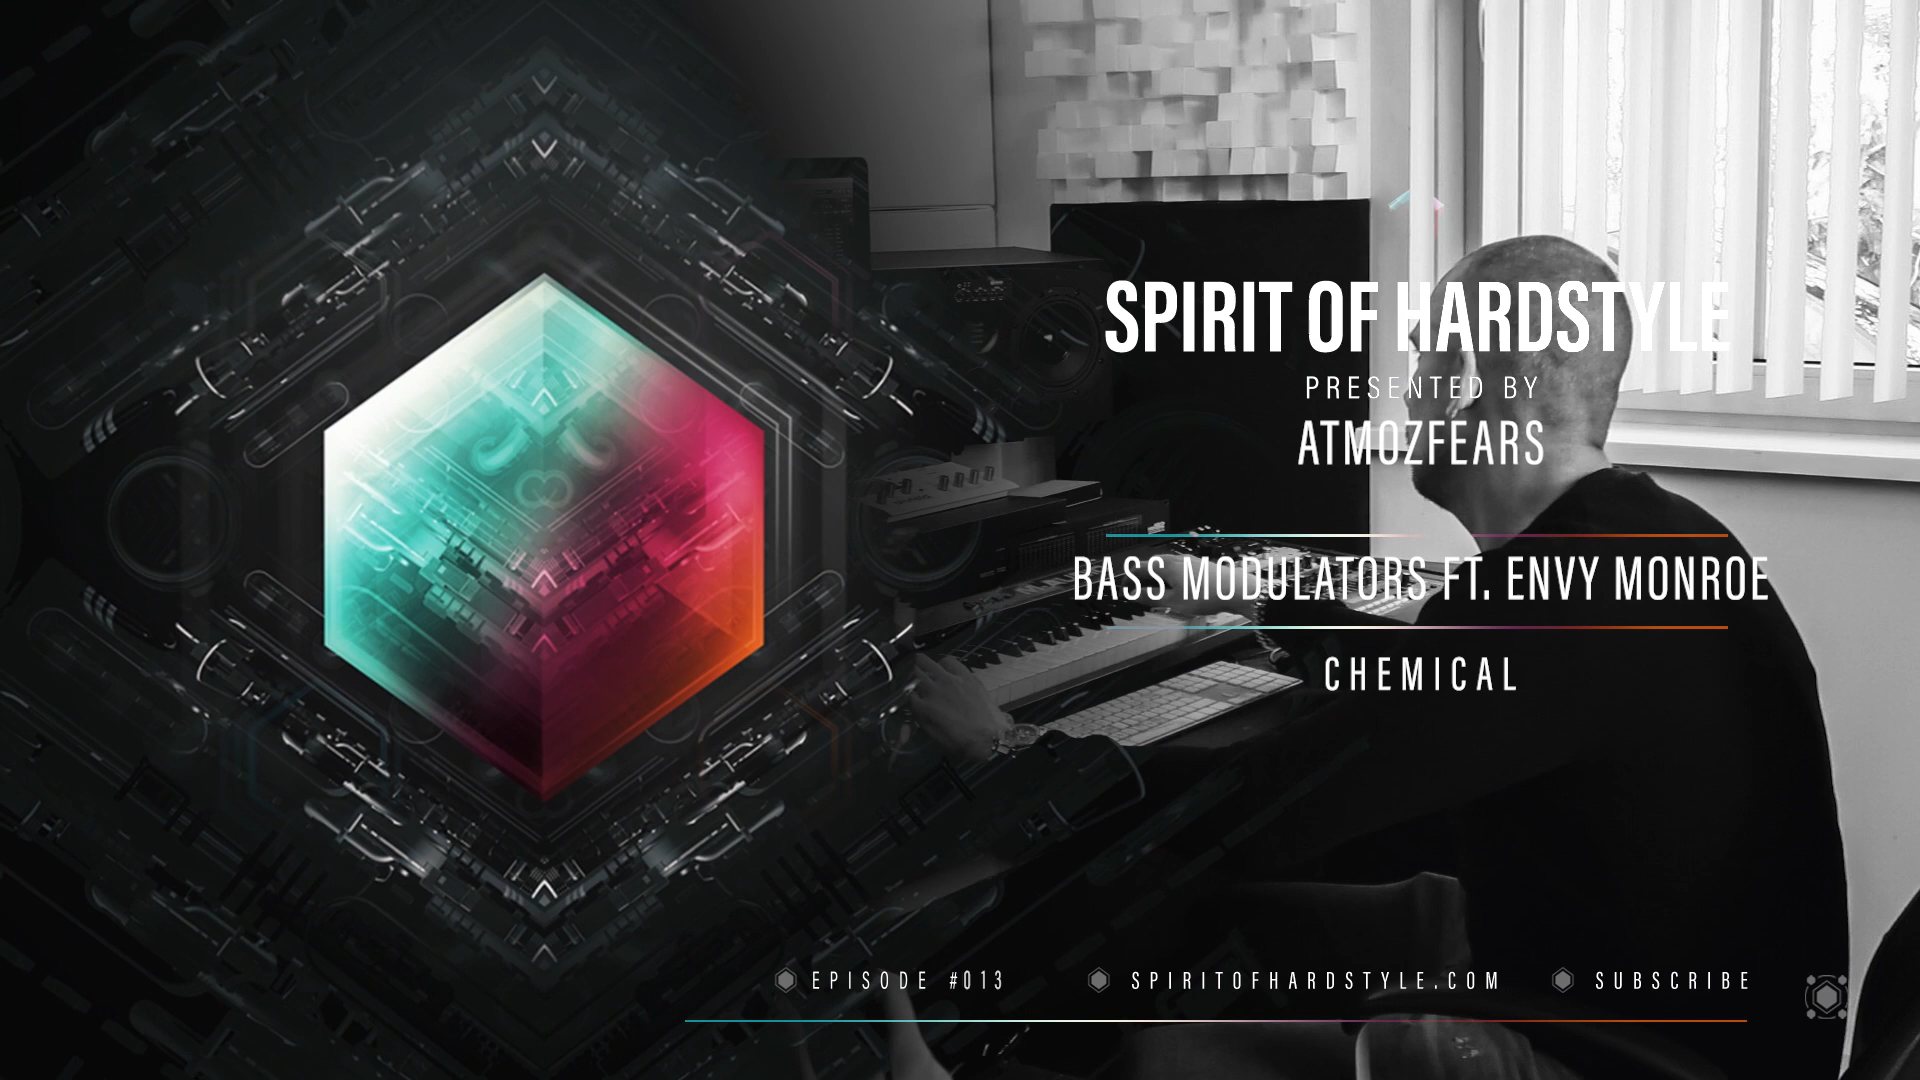 SPIRIT OF HARDSTYLE
PRESENTED BY
ATMOZFEARS
BASS MODULATORS FT. ENVY MONROE
CHEMICAL
EPISODE #013
SPIRITOFHARDSTYLE.COM
SUBSCRIBE